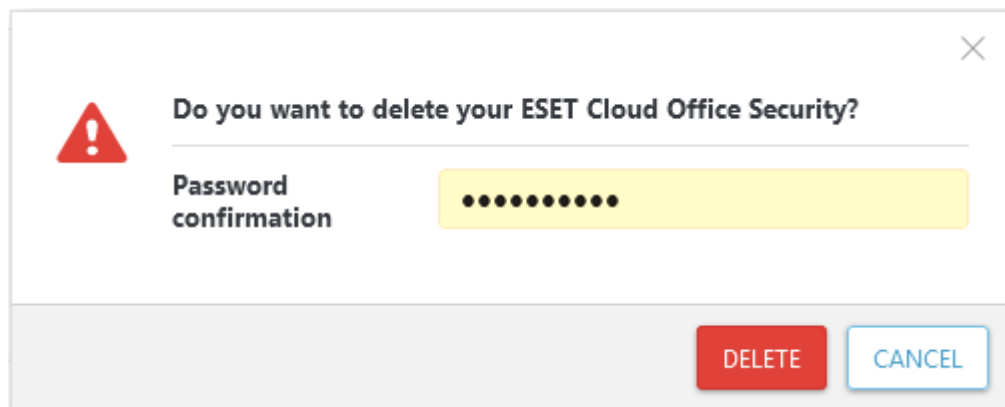 Do you want to delete your ESET Cloud Office Security?
Password
confirmation
••••••••••
DELETE
CANCEL